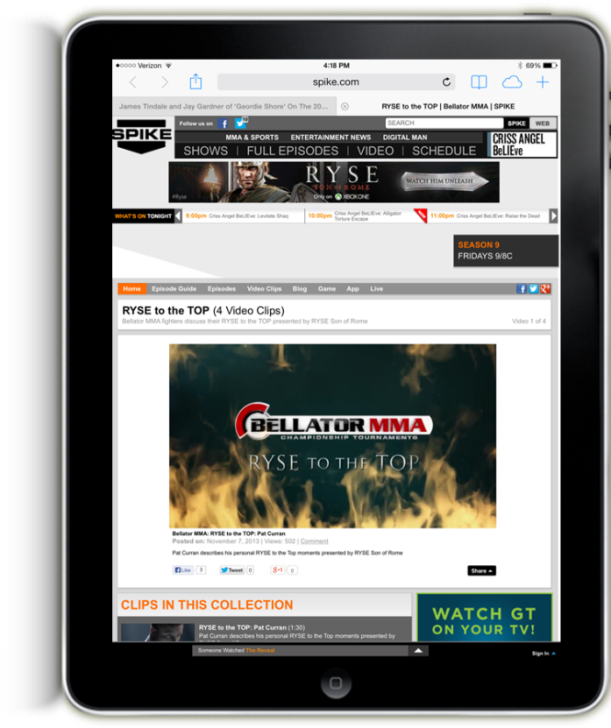 Verizon
4:18 PM
69%
spike.com
James Tindale and Jay Gardner of 'Geordie Shore' On The 20...
RYSE to the TOP | Bellator MMA | SPIKE
SPIKE
Follow us on
SEARCH
SPIKE WEB
MMA & SPORTS ENTERTAINMENT NEWS DIGITAL MAN
SHOWS | FULL EPISODES | VIDEO | SCHEDULE
CRISS ANGEL
BeLIEve
RYSE
SON OF ROME
Only on XBOX ONE
#Ryse
WATCH HIM UNLEASH
WHAT'S ON TONIGHT
Criss Angel BeLIEve: Levitate Shaq
10:00pm Criss Angel BeLIEve: Alligator
Torture Escape
11:00pm Criss Angel BeLIEve: Raise the Dead
SEASON 9
FRIDAYS 9/8C
Home Episode Guide Episodes Video Clips Blog Game App Live
RYSE to the TOP (4 Video Clips)
Bellator MMA fighters discuss their RYSE to the TOP presented by RYSE Son of Rome
Video 1 of 4
BELLATOR MMA
CHAMPIONSHIP TOURNAMENTS
RYSE TO THE TOP
Bellator MMA: RYSE to the TOP: Pat Curran
Posted on: November 7, 2013 | Views: 502 | Comment
Pat Curran describes his personal RYSE to the Top moments presented by RYSE Son of Rome
Like 3
Tweet 0
+1 0
Share
CLIPS IN THIS COLLECTION
RYSE to the TOP: Pat Curran (1:30)
Pat Curran describes his personal RYSE to the Top moments presented by
WATCH GT
ON YOUR TV!
Someone Watched The Reveal
Sign In